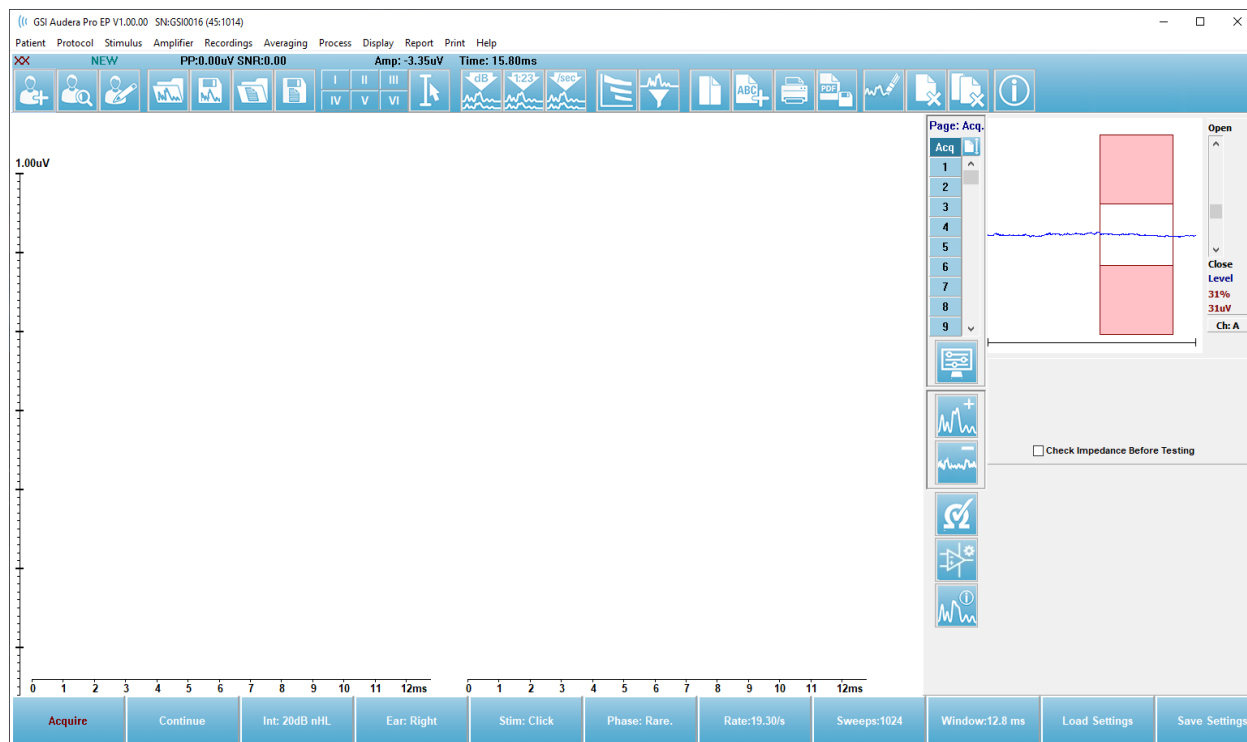 GSI Audera Pro EP V1.00.00 SN:GSI0016 (45:1014)
Patient Protocol Stimulus Amplifier Recordings Averaging Process Display Report Print Help
XX NEW PP:0.00uV SNR:0.00 Amp: -3.35uV Time: 15.80ms
I II III
IV V VI
dB 1:23 /sec
ABC
PDF
Page: Acq.
Acq
1
2
3
4
5
6
7
8
9
Open
Close
Level
31%
31uV
Ch: A
Check Impedance Before Testing
1.00uV
0 1 2 3 4 5 6 7 8 9 10 11 12ms
0 1 2 3 4 5 6 7 8 9 10 11 12ms
Acquire Continue Int: 20dB nHL Ear: Right Stim: Click Phase: Rare. Rate:19.30/s Sweeps:1024 Window:12.8 ms Load Settings Save Settings